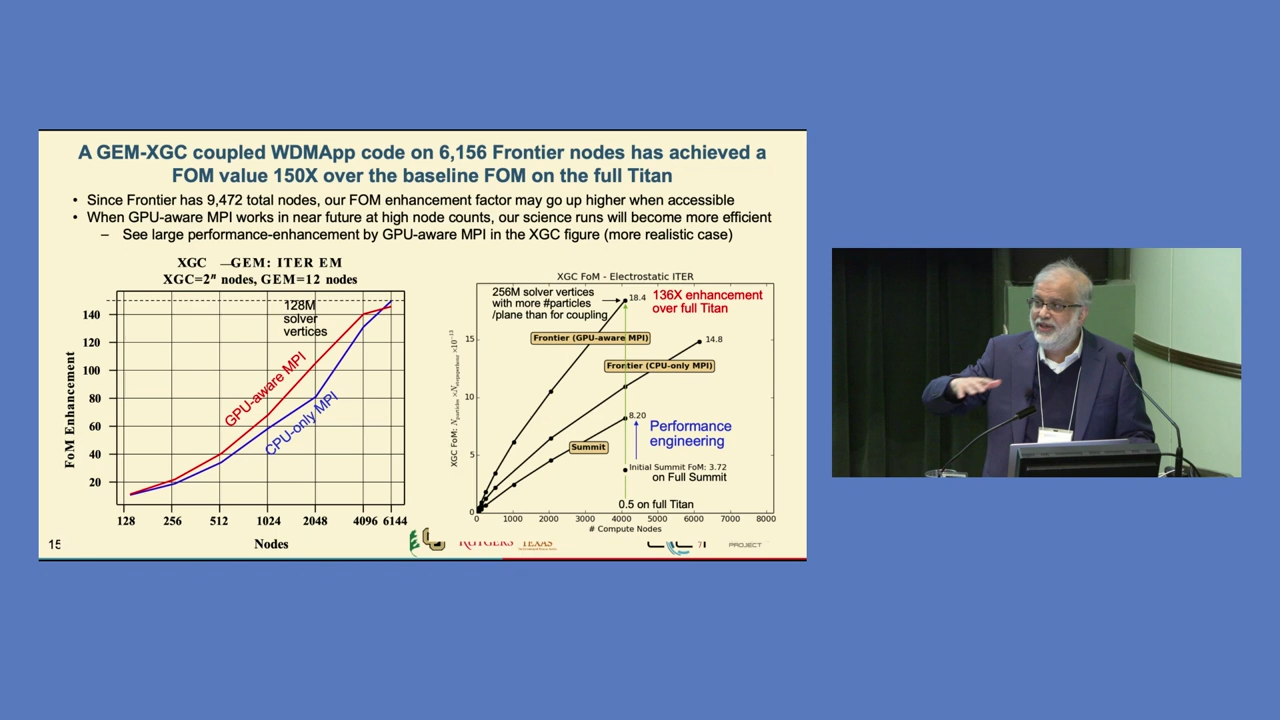 A GEM-XGC coupled WDMApp code on 6,156 Frontier nodes has achieved a
FOM value 150X over the baseline FOM on the full Titan
• Since Frontier has 9,472 total nodes, our FOM enhancement factor may go up higher when accessible
• When GPU-aware MPI works in near future at high node counts, our science runs will become more efficient
– See large performance-enhancement by GPU-aware MPI in the XGC figure (more realistic case)
XGC —GEM: ITER EM
XGC=2ⁿ nodes, GEM=12 nodes
128M
solver
vertices
GPU-aware MPI
CPU-only MPI
FoM Enhancement
140
120
100
80
60
40
20
128 256 512 1024 2048 4096 6144
Nodes
XGC FoM - Electrostatic ITER
256M solver vertices
with more #particles
/plane than for coupling
18.4
136X enhancement
over full Titan
Frontier (GPU-aware MPI)
14.8
Frontier (CPU-only MPI)
8.20
Performance
engineering
Summit
Initial Summit FoM: 3.72
on Full Summit
0.5 on full Titan
15
10
5
0
0 1000 2000 3000 4000 5000 6000 7000 8000
# Compute Nodes
15
RUTGERS
TEXAS
PROJECT